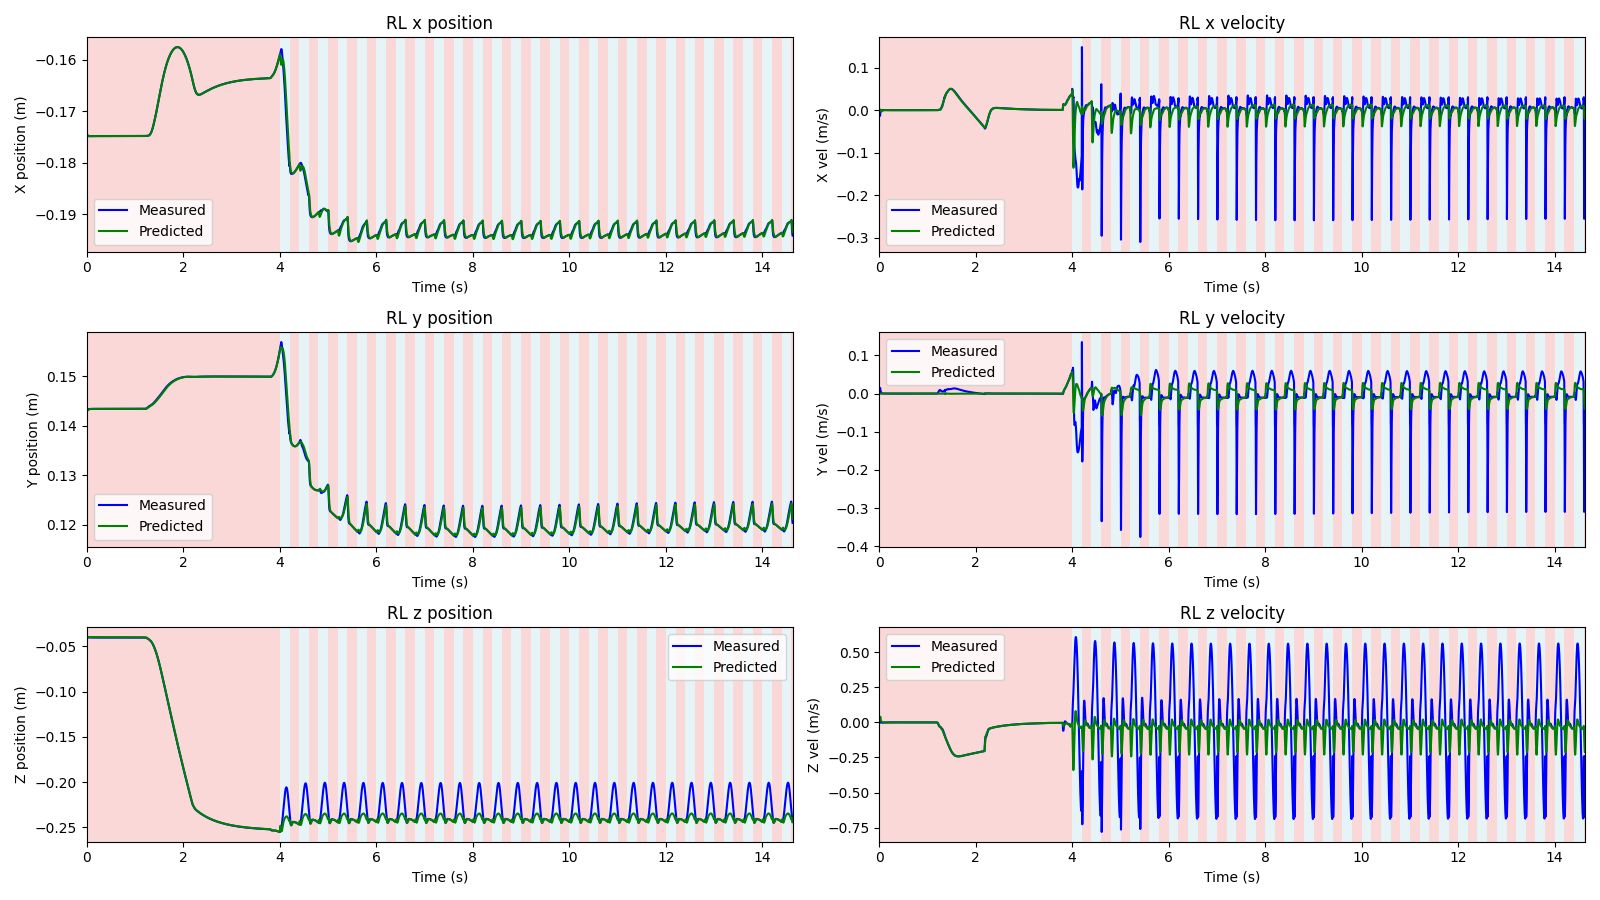 RL x position
X position (m)
−0.16
−0.17
−0.18
−0.19
Measured
Predicted
0 2 4 6 8 10 12 14
Time (s)
RL x velocity
X vel (m/s)
0.1
0.0
−0.1
−0.2
−0.3
Measured
Predicted
0 2 4 6 8 10 12 14
Time (s)
RL y position
Y position (m)
0.15
0.14
0.13
0.12
Measured
Predicted
0 2 4 6 8 10 12 14
Time (s)
RL y velocity
Y vel (m/s)
0.1
0.0
−0.1
−0.2
−0.3
−0.4
Measured
Predicted
0 2 4 6 8 10 12 14
Time (s)
RL z position
Z position (m)
−0.05
−0.10
−0.15
−0.20
−0.25
Measured
Predicted
0 2 4 6 8 10 12 14
Time (s)
RL z velocity
Z vel (m/s)
0.50
0.25
0.00
−0.25
−0.50
−0.75
Measured
Predicted
0 2 4 6 8 10 12 14
Time (s)